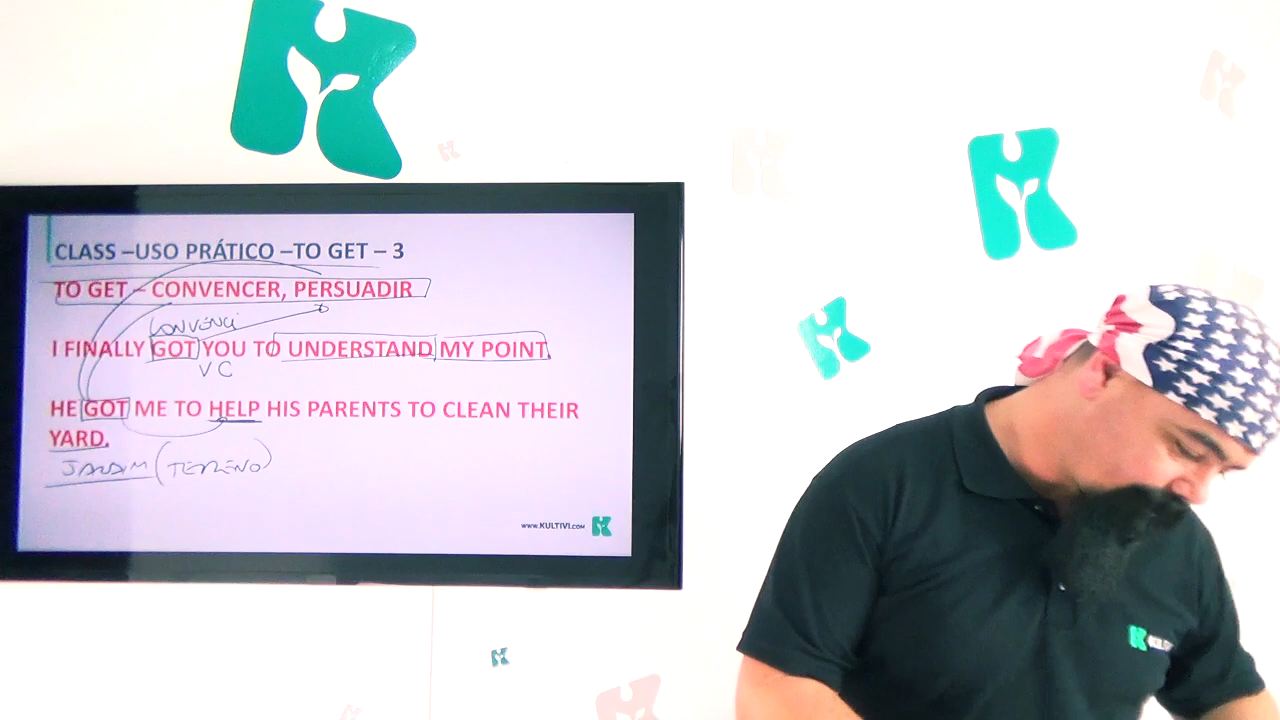 CLASS –USO PRÁTICO –TO GET – 3
TO GET – CONVENCER, PERSUADIR
CONVENCI
I FINALLY GOT YOU TO UNDERSTAND MY POINT.
VC
HE GOT ME TO HELP HIS PARENTS TO CLEAN THEIR
YARD.
JARDIM (TERRENO)
www.KULTIVI.com